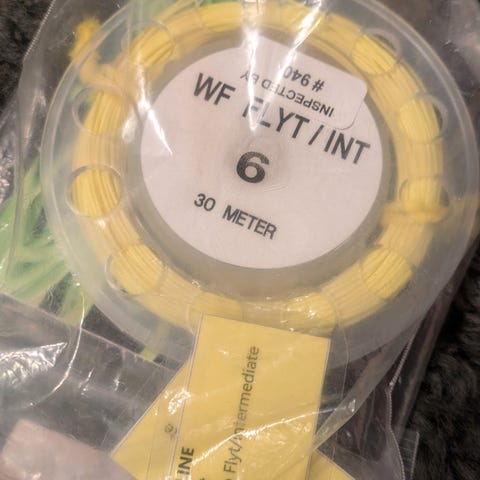 WF FLYT / INT
6
30 METER
INSPECTED BY
# 940
LINE
Flyt/Intermediate